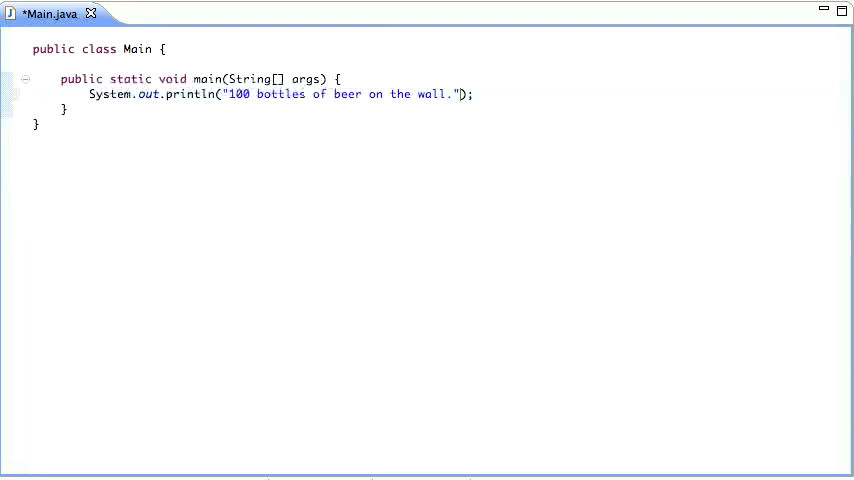 *Main.java
public class Main {
public static void main(String[] args) {
System.out.println("100 bottles of beer on the wall.");
}
}